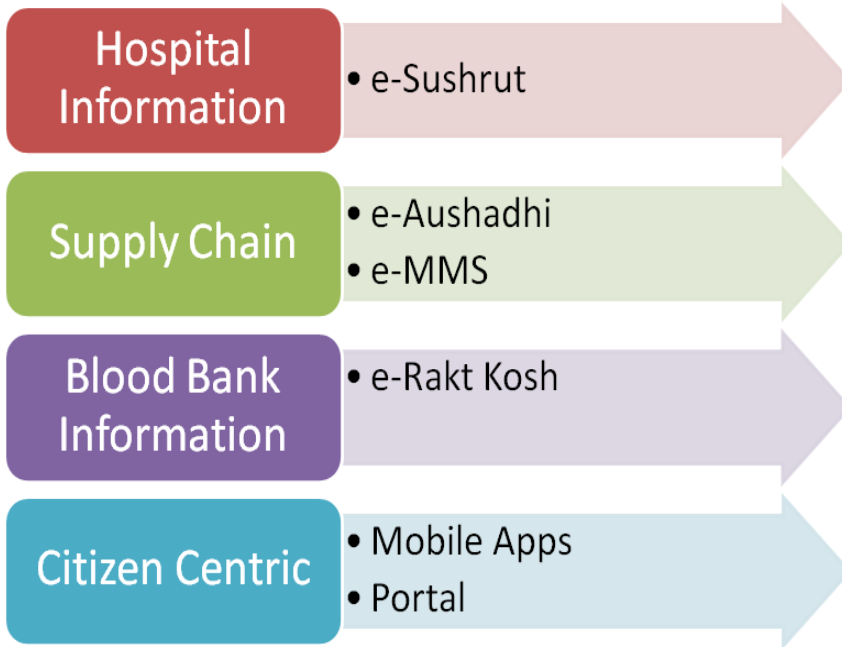 Hospital
Information
• e-Sushrut
Supply Chain
• e-Aushadhi
• e-MMS
Blood Bank
Information
• e-Rakt Kosh
Citizen Centric
• Mobile Apps
• Portal